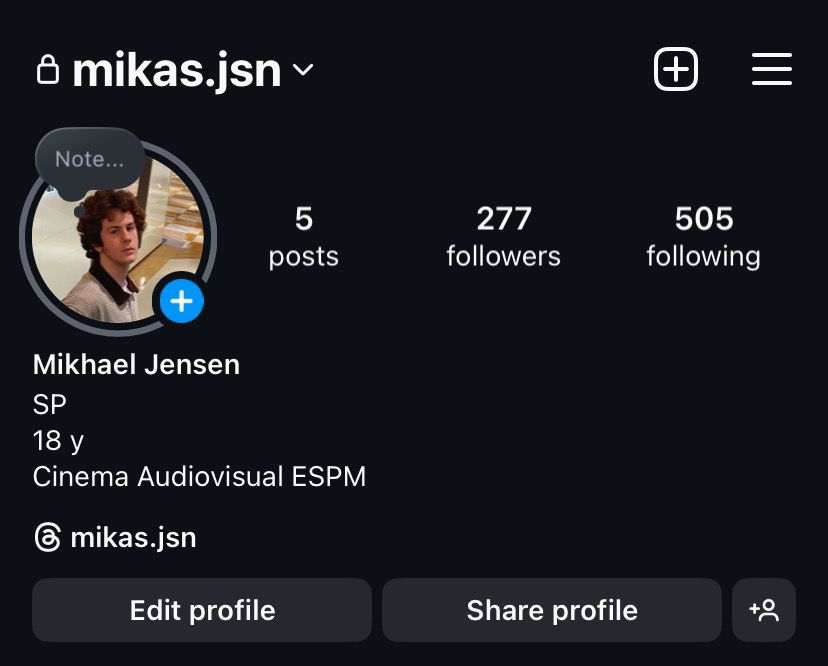 mikas.jsn
Note...
5 277 505
posts followers following
Mikhael Jensen
SP
18 y
Cinema Audiovisual ESPM
mikas.jsn
Edit profile Share profile